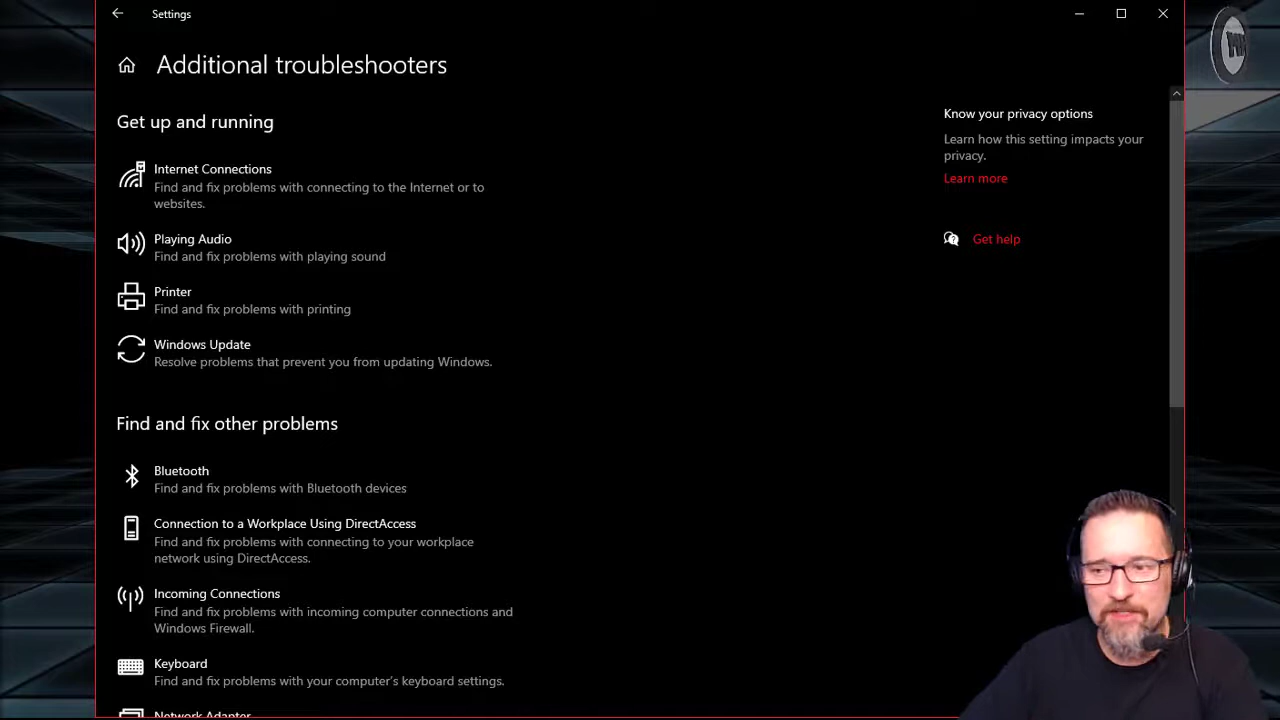 Settings
Additional troubleshooters
Get up and running
Internet Connections
Find and fix problems with connecting to the Internet or to
websites.
Playing Audio
Find and fix problems with playing sound
Printer
Find and fix problems with printing
Windows Update
Resolve problems that prevent you from updating Windows.
Find and fix other problems
Bluetooth
Find and fix problems with Bluetooth devices
Connection to a Workplace Using DirectAccess
Find and fix problems with connecting to your workplace
network using DirectAccess.
Incoming Connections
Find and fix problems with incoming computer connections and
Windows Firewall.
Keyboard
Find and fix problems with your computer's keyboard settings.
Network Adapter
Know your privacy options
Learn how this setting impacts your
privacy.
Learn more
Get help